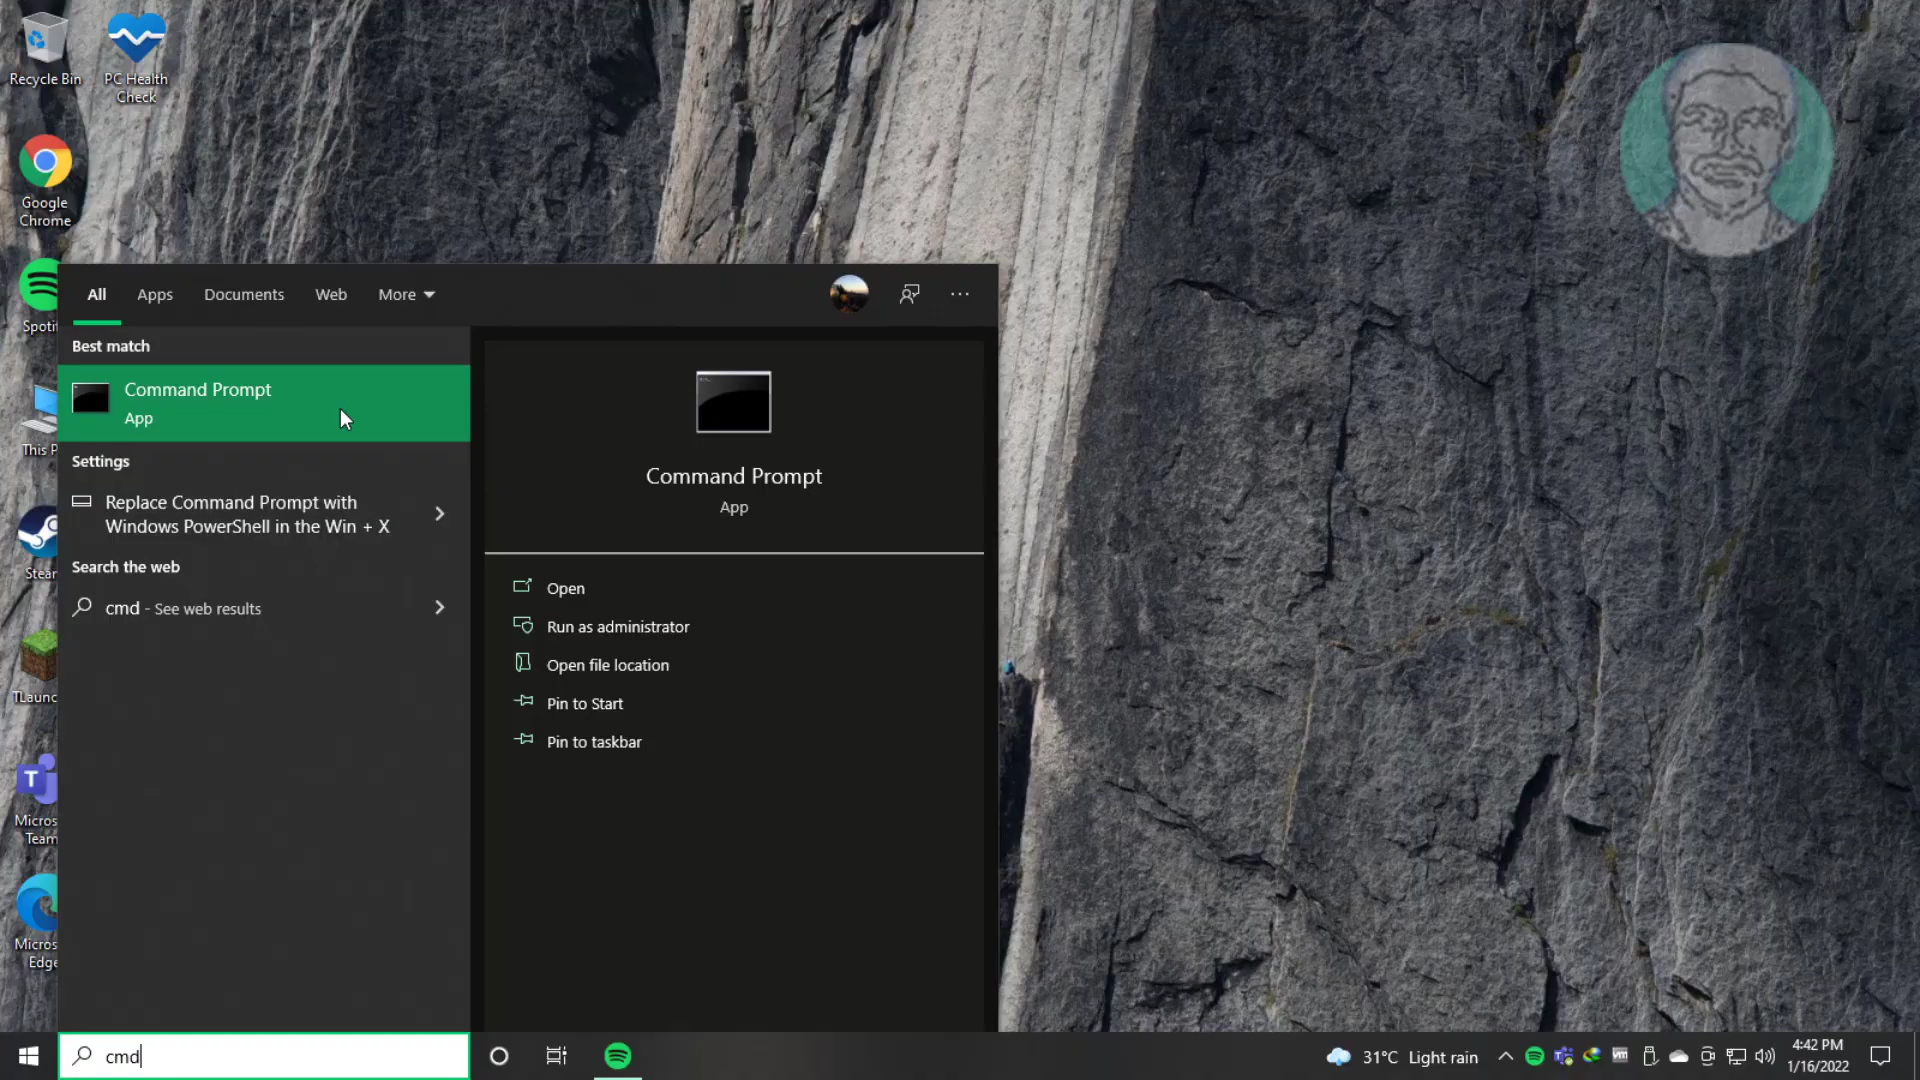 Recycle Bin
PC Health
Check
Google
Chrome
Spotif
This P
Stear
TLaunc
T
Micros
Team
Micros
Edge
All
Apps
Documents
Web
More
Best match
Command Prompt
App
Settings
Replace Command Prompt with
Windows PowerShell in the Win + X
Search the web
cmd - See web results
Command Prompt
App
Open
Run as administrator
Open file location
Pin to Start
Pin to taskbar
cmd
31°C Light rain
4:42 PM
1/16/2022